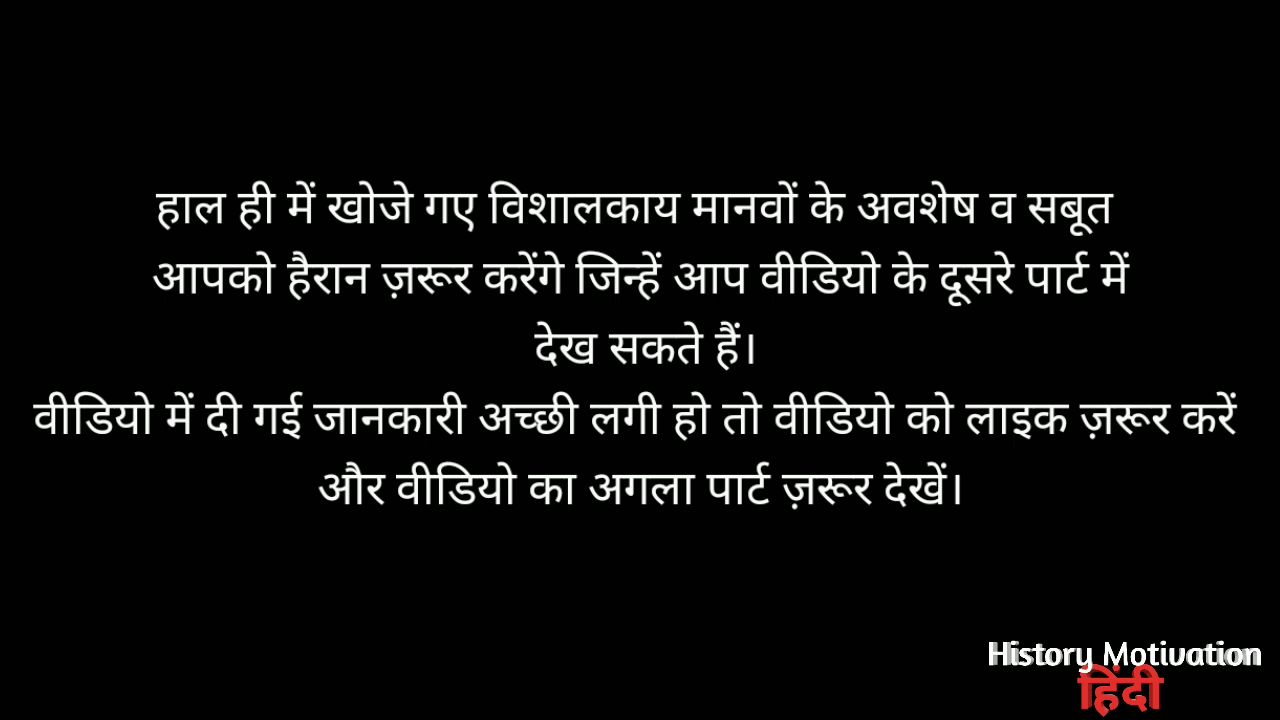 हाल ही में खोजे गए विशालकाय मानवों के अवशेष व सबूत
आपको हैरान ज़रूर करेंगे जिन्हें आप वीडियो के दूसरे पार्ट में
देख सकते हैं।
वीडियो में दी गई जानकारी अच्छी लगी हो तो वीडियो को लाइक ज़रूर करें
और वीडियो का अगला पार्ट ज़रूर देखें।
History Motivation
हिंदी